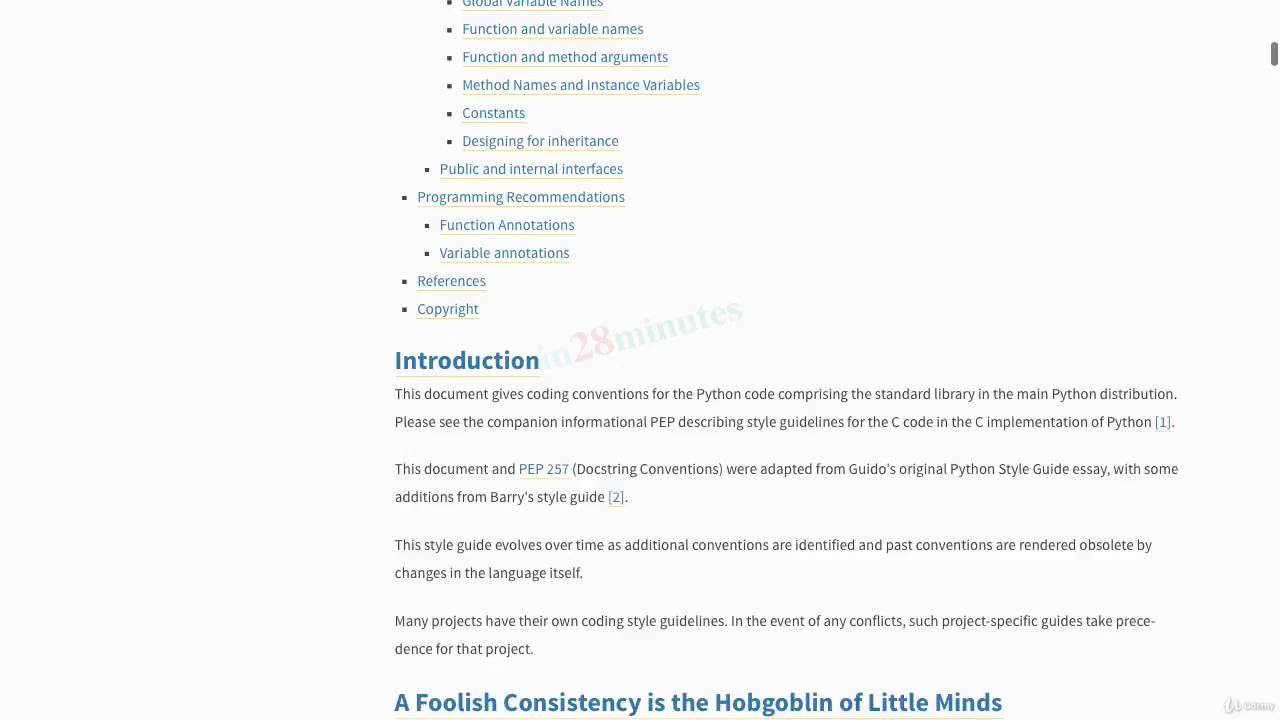 Global Variable Names
Function and variable names
Function and method arguments
Method Names and Instance Variables
Constants
Designing for inheritance
Public and internal interfaces
Programming Recommendations
Function Annotations
Variable annotations
References
Copyright
in28minutes
Introduction
This document gives coding conventions for the Python code comprising the standard library in the main Python distribution.
Please see the companion informational PEP describing style guidelines for the C code in the C implementation of Python [1].
This document and PEP 257 (Docstring Conventions) were adapted from Guido's original Python Style Guide essay, with some
additions from Barry's style guide [2].
This style guide evolves over time as additional conventions are identified and past conventions are rendered obsolete by
changes in the language itself.
Many projects have their own coding style guidelines. In the event of any conflicts, such project-specific guides take prece-
dence for that project.
A Foolish Consistency is the Hobgoblin of Little Minds
Udemy